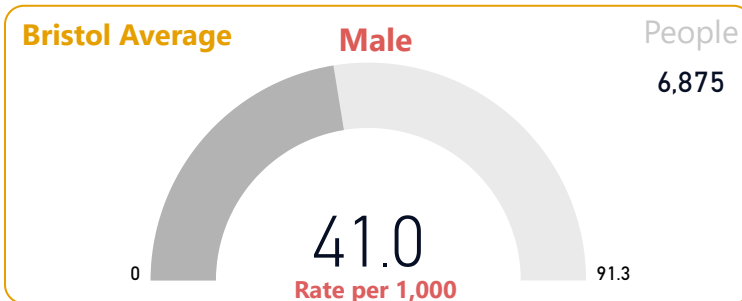 Bristol Average
Male
People
6,875
41.0
0
91.3
Rate per 1,000